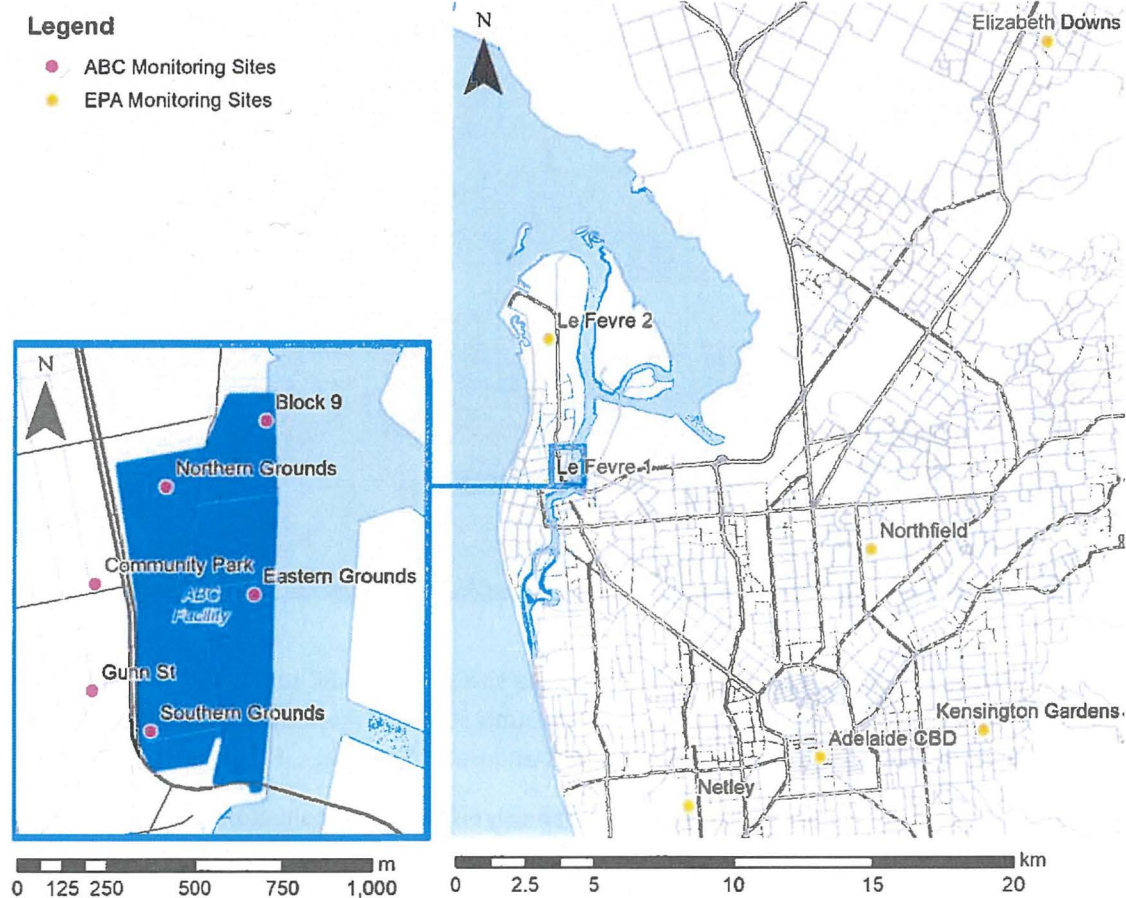 Legend
ABC Monitoring Sites
EPA Monitoring Sites
N
Elizabeth Downs
Le Fevre 2
Le Fevre 1
Northfield
Kensington Gardens
Adelaide CBD
Netley
N
Block 9
Northern Grounds
Community Park
Eastern Grounds
ABC
Facility
Gunn St
Southern Grounds
m
0 125 250 500 750 1,000
km
0 2.5 5 10 15 20